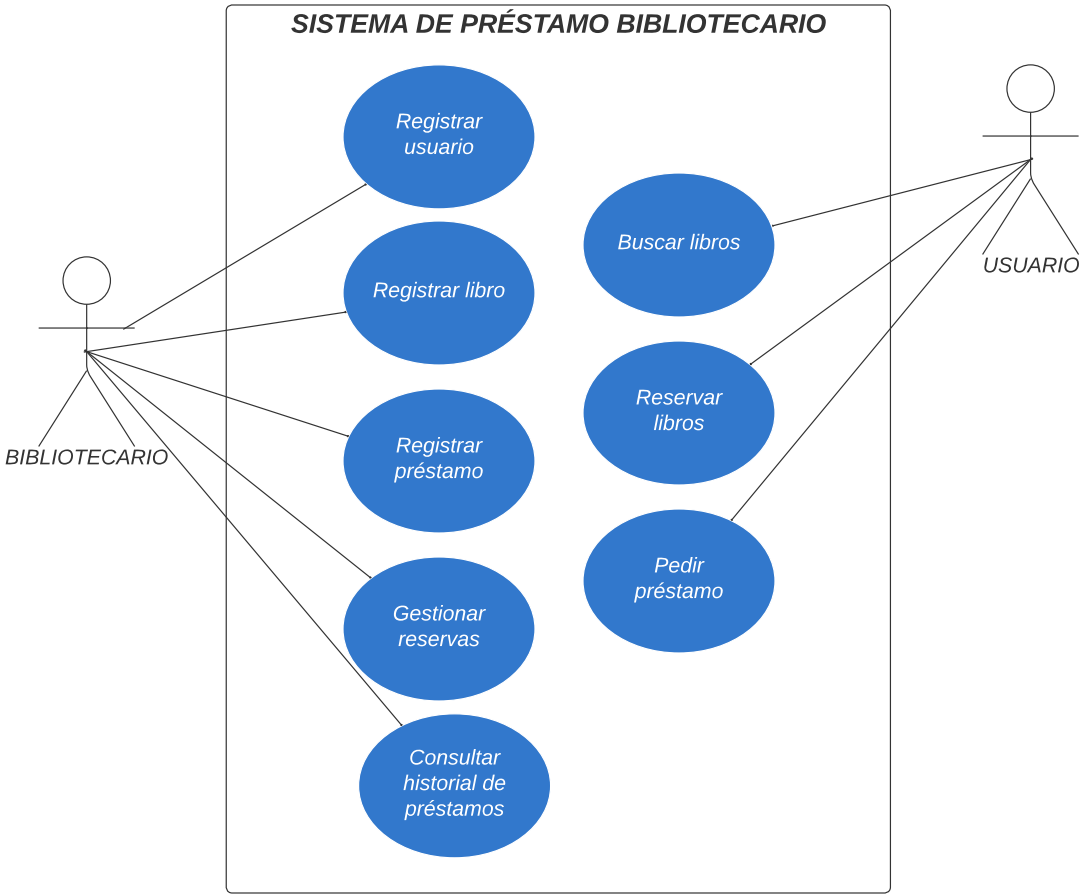 SISTEMA DE PRÉSTAMO BIBLIOTECARIO
Registrar
usuario
Registrar libro
Registrar
préstamo
Gestionar
reservas
Consultar
historial de
préstamos
BIBLIOTECARIO
Buscar libros
Reservar
libros
Pedir
préstamo
USUARIO